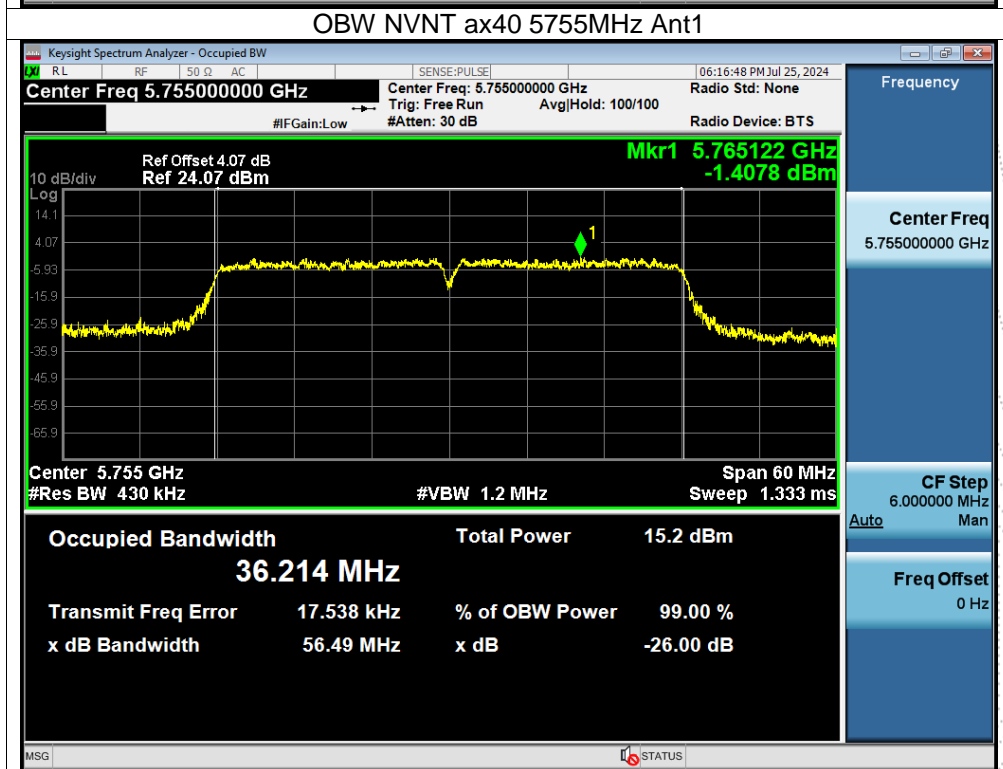 OBW NVNT ax40 5755MHz Ant1
Keysight Spectrum Analyzer - Occupied BW
LXI RL RF 50 Ω AC SENSE:PULSE 06:16:48 PM Jul 25, 2024
Center Freq 5.755000000 GHz
Center Freq: 5.755000000 GHz Radio Std: None
Trig: Free Run Avg|Hold: 100/100
#IFGain:Low #Atten: 30 dB Radio Device: BTS
Frequency
Ref Offset 4.07 dB Mkr1 5.765122 GHz
10 dB/div Ref 24.07 dBm -1.4078 dBm
Log
14.1
4.07
-5.93
-15.9
-25.9
-35.9
-45.9
-55.9
-65.9
1
Center 5.755 GHz Span 60 MHz
#Res BW 430 kHz #VBW 1.2 MHz Sweep 1.333 ms
Center Freq
5.755000000 GHz
CF Step
6.000000 MHz
Auto Man
Freq Offset
0 Hz
Occupied Bandwidth Total Power 15.2 dBm
36.214 MHz
Transmit Freq Error 17.538 kHz % of OBW Power 99.00 %
x dB Bandwidth 56.49 MHz x dB -26.00 dB
MSG STATUS